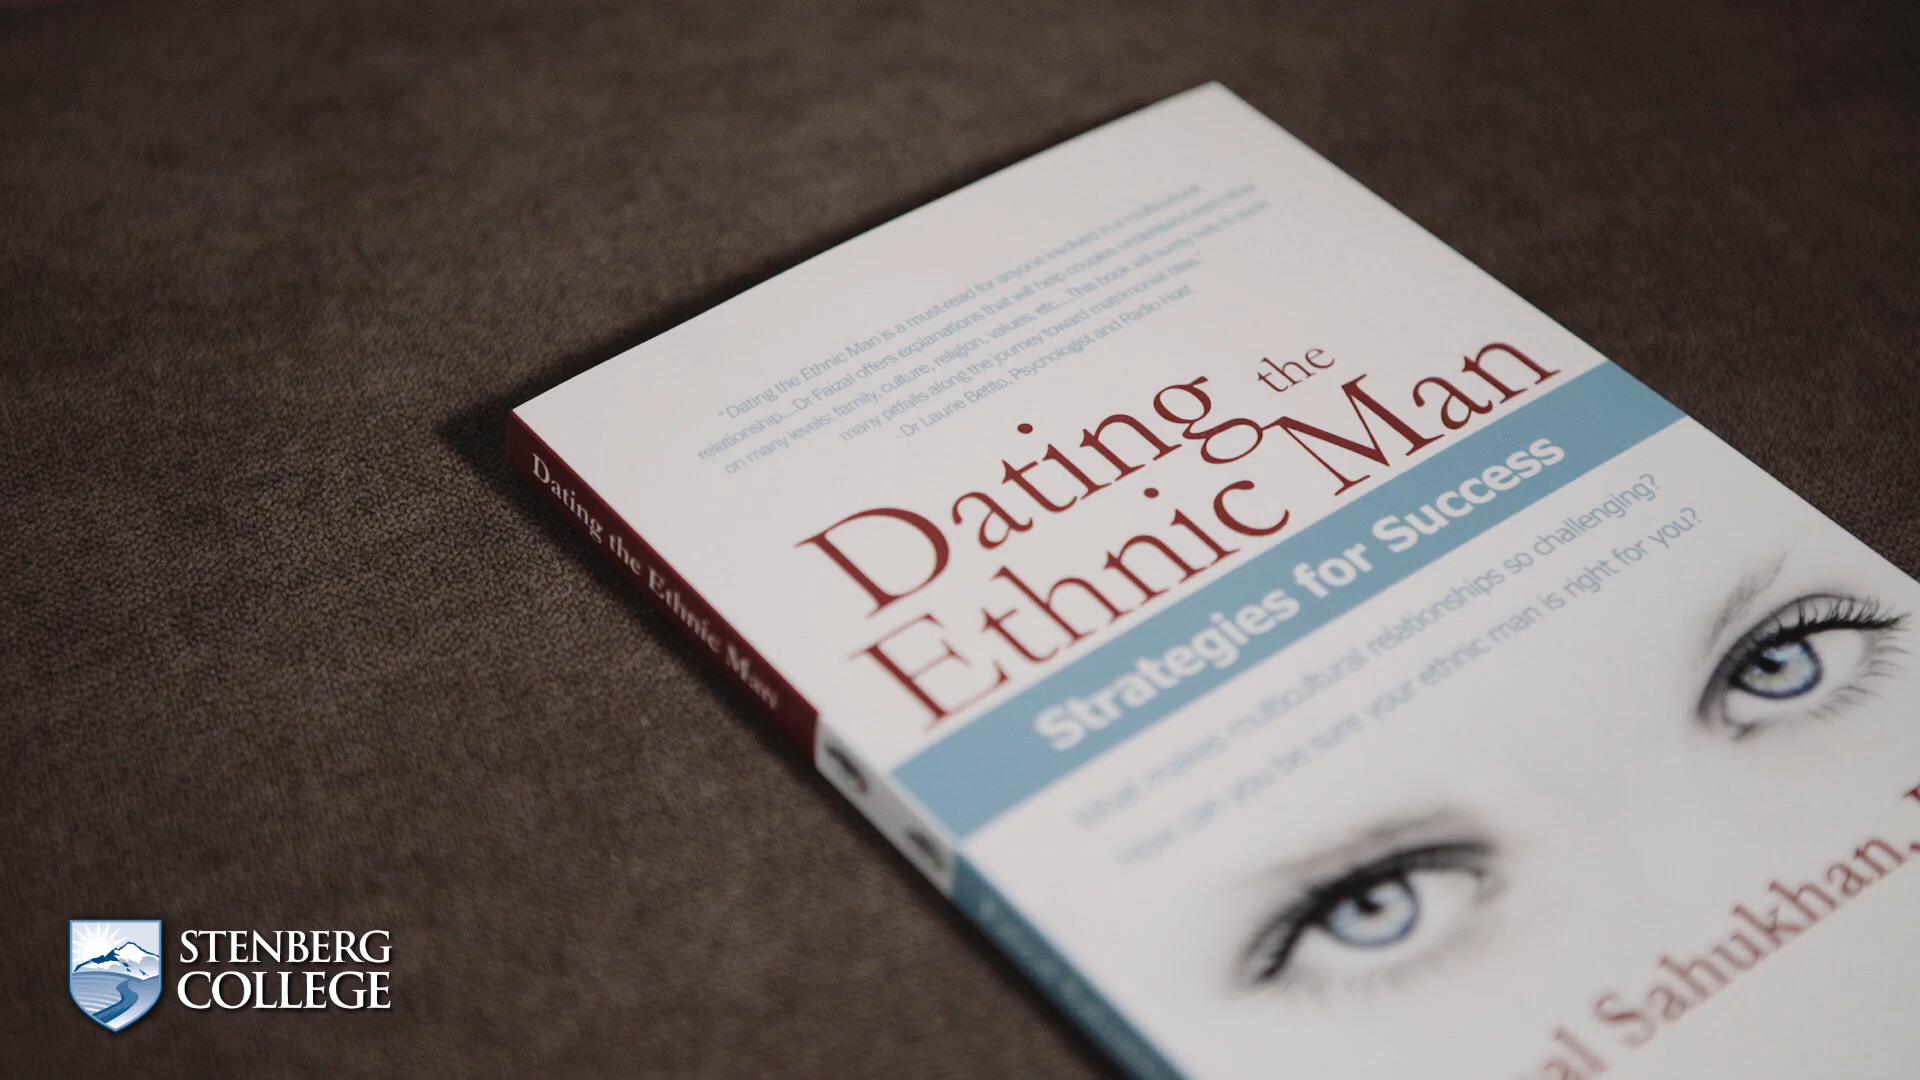 "Dating the Ethnic Man is a must-read for anyone involved in a multicultural
relationship....Dr Faizal offers explanations that will help couples understand each other
on many levels: family, culture, religion, values, etc....This book will surely help to avoid
many pitfalls along the journey toward matrimonial bliss."
- Dr Laurie Betito, Psychologist and Radio Host
Dating the
Ethnic Man
Strategies for Success
What makes multicultural relationships so challenging?
How can you be sure your ethnic man is right for you?
Sahukhan,
Dating the Ethnic Man
STENBERG
COLLEGE